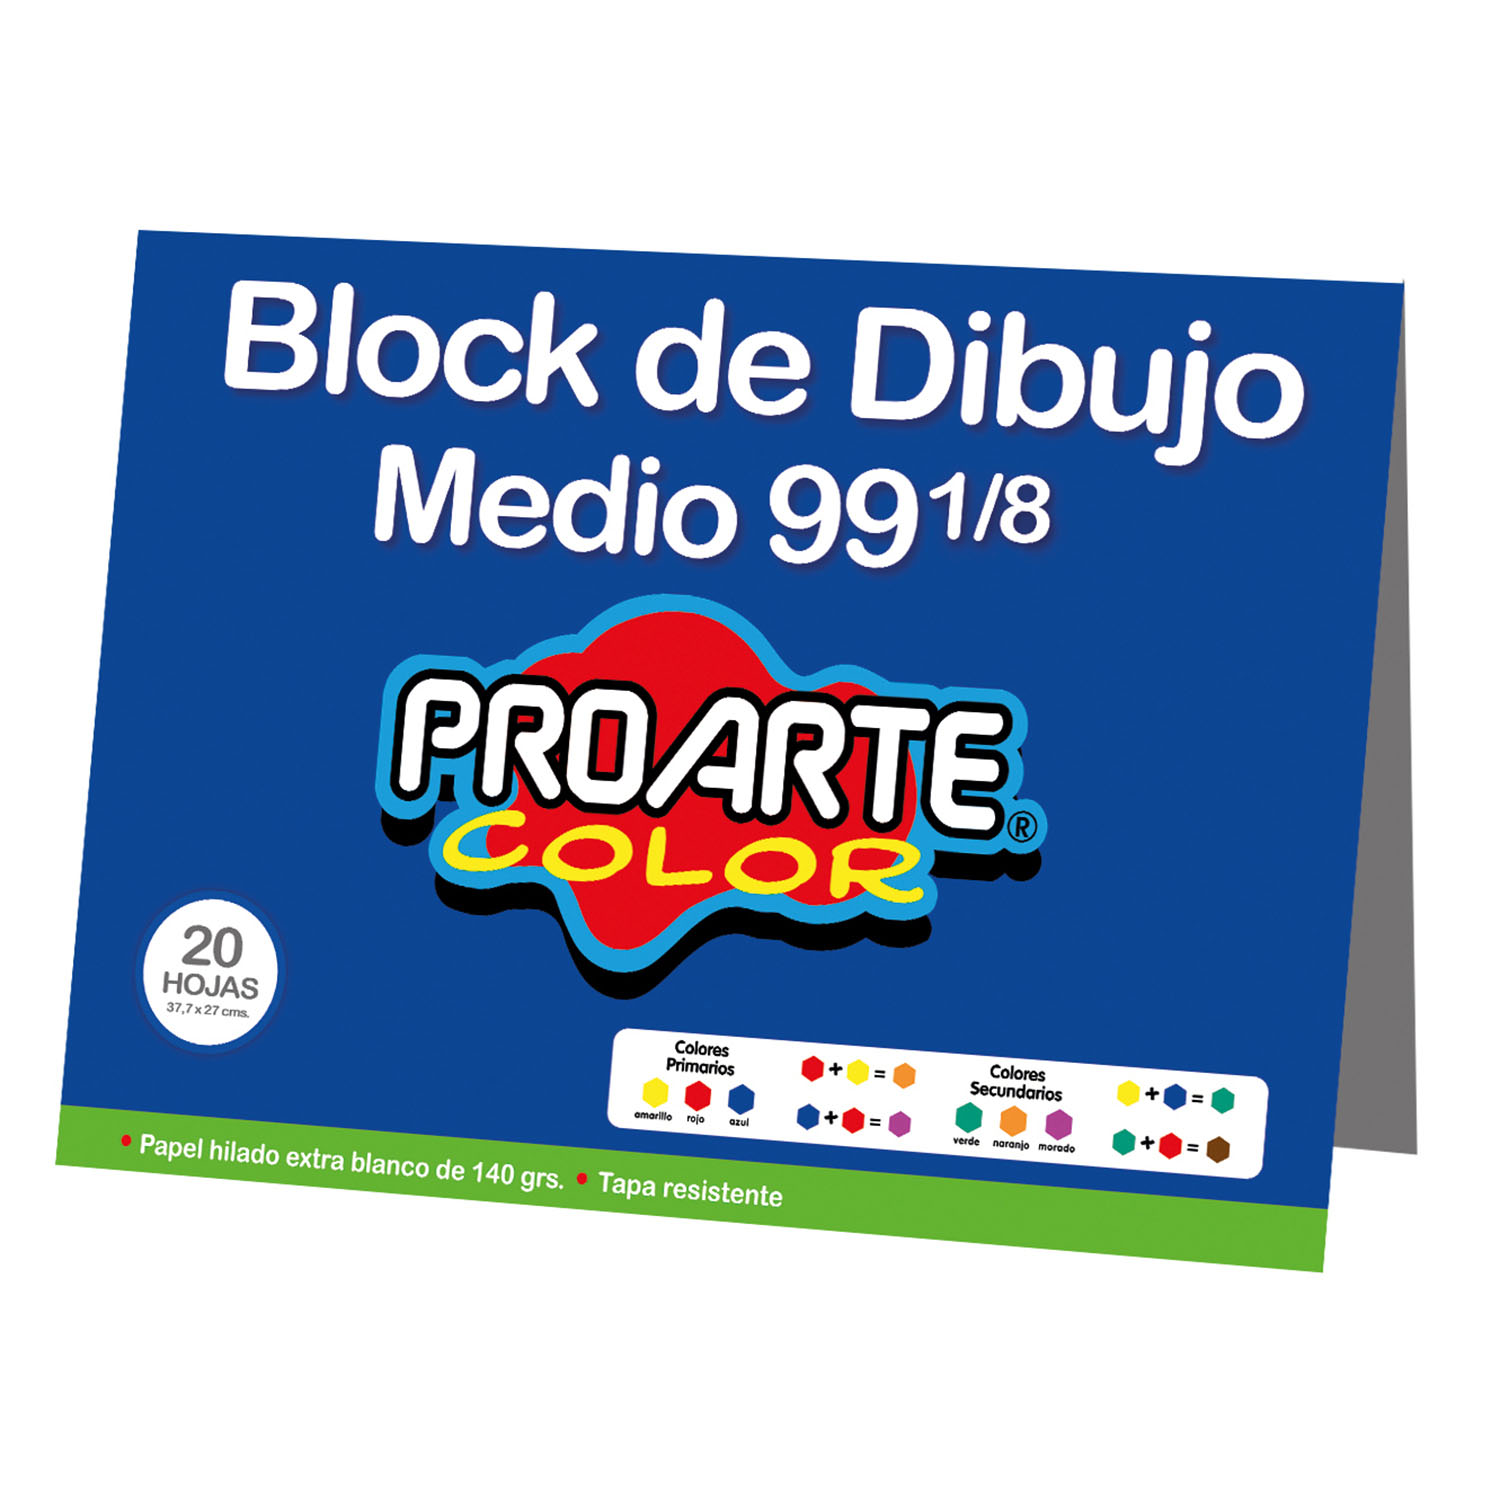 Block de Dibujo
Medio 99 1/8
PROARTE
COLOR ®
20
HOJAS
37,7 x 27 cms.
Colores
Primarios
amarillo rojo azul
+ =
+ =
Colores
Secundarios
verde naranjo morado
+ =
+ =
• Papel hilado extra blanco de 140 grs. • Tapa resistente